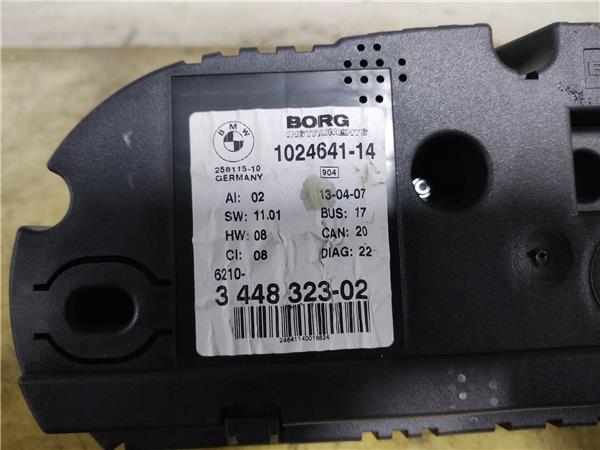 BMW
BORG
INSTRUMENTS
258115-10
GERMANY
1024641-14
904
AI: 02
13-04-07
SW: 11.01
BUS: 17
HW: 08
CAN: 20
CI: 08
DIAG: 22
6210-
3 448 323-02
24641140018824